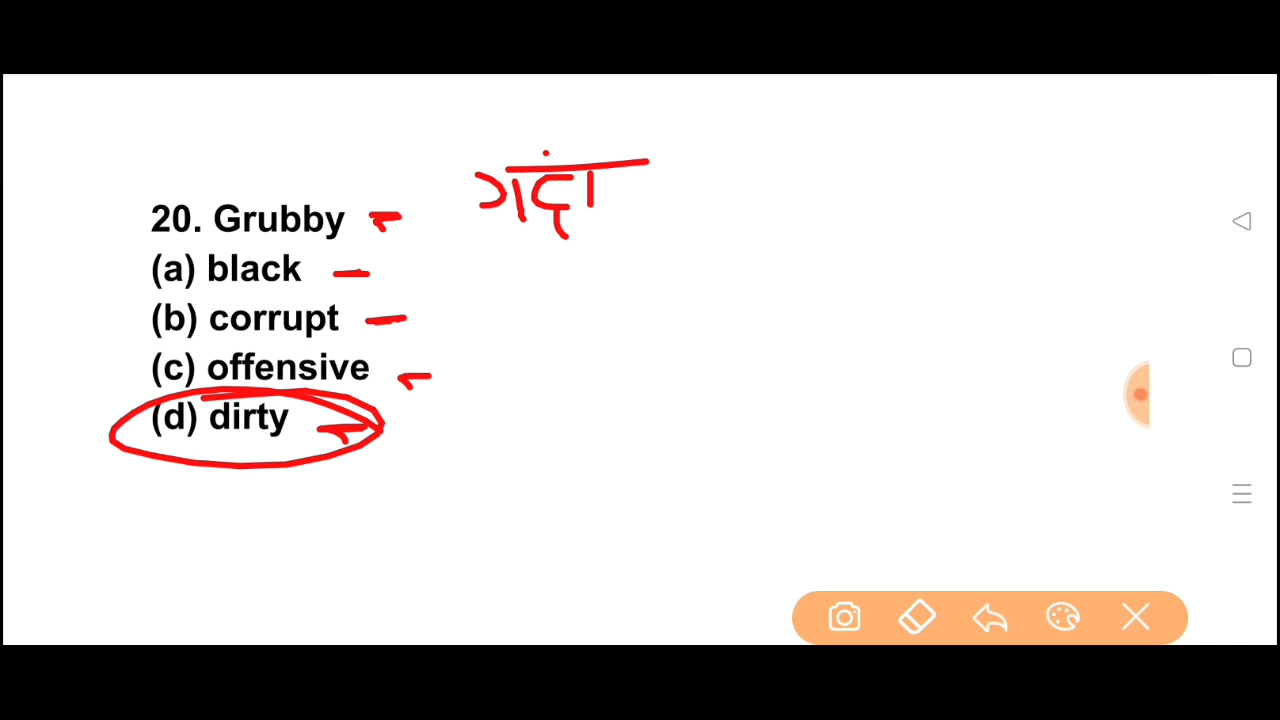 गंदा
20. Grubby
(a) black
(b) corrupt
(c) offensive
(d) dirty